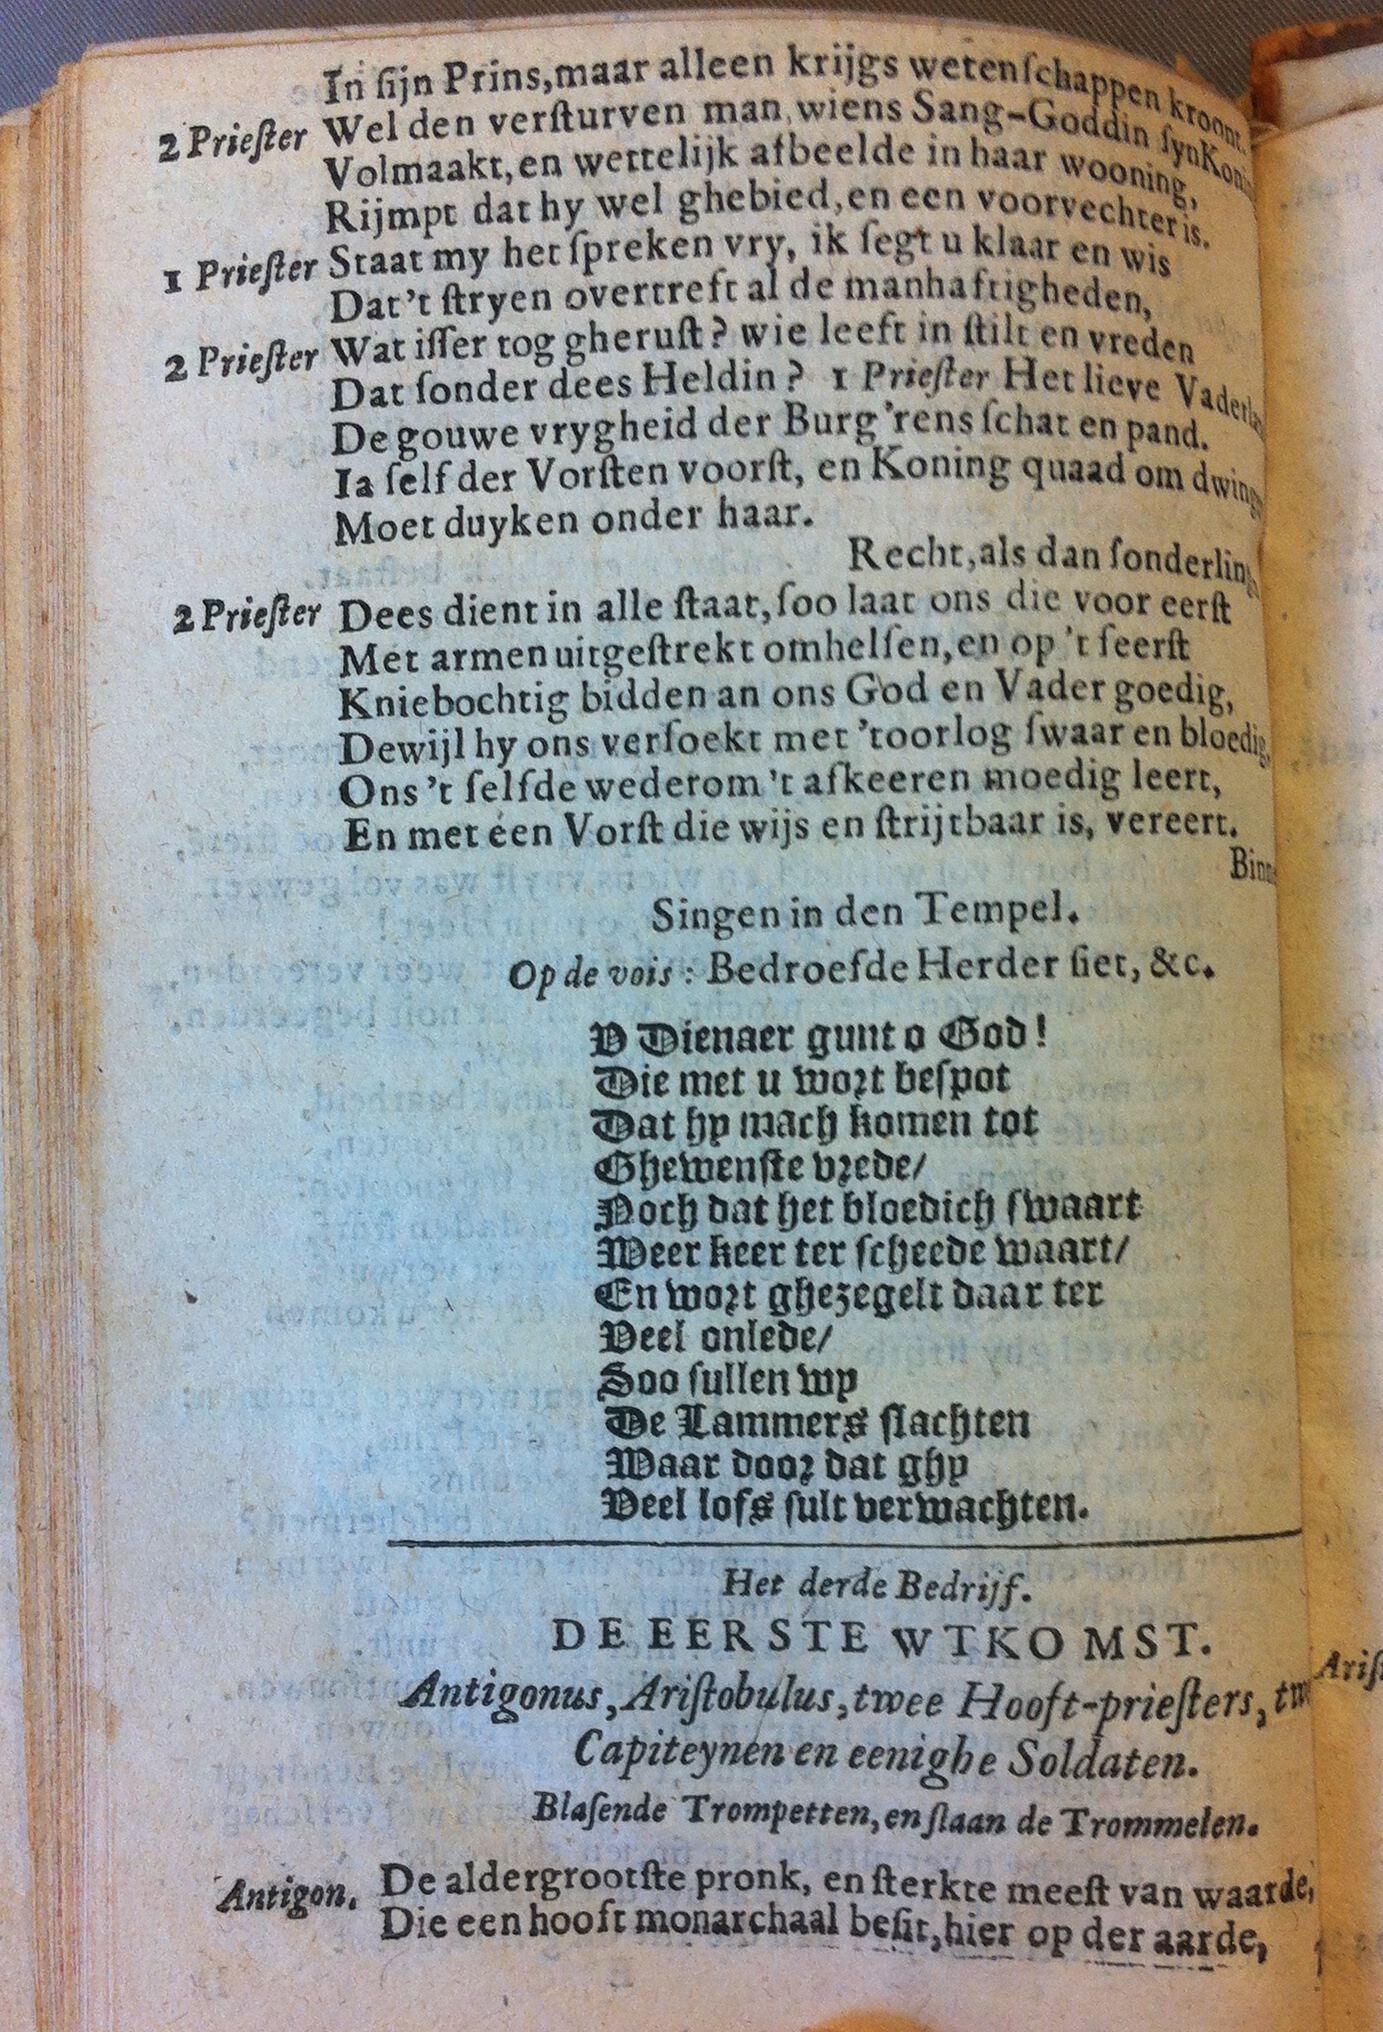 In ſijn Prins, maar alleen krijgs wetenſchappen kroont.
2 Prieſter Wel den verſturven man, wiens Sang-Goddin ſyn Konin
Volmaakt, en wettelijk afbeelde in haar wooning,
Rijmpt dat hy wel ghebied, en een voorvechter is.
1 Prieſter Staat my het ſpreken vry, ik ſegt u klaar en wis
Dat 't ſtryen overtreft al de manhaftigheden,
2 Prieſter Wat iſſer tog gheruſt? wie leeft in ſtilt en vreden
Dat ſonder dees Heldin? 1 Prieſter Het lieve Vaderla
De gouwe vrygheid der Burg'rens ſchat en pand.
Ia ſelf der Vorſten voorſt, en Koning quaad om dwing
Moet duyken onder haar.
Recht, als dan ſonderling
2 Prieſter Dees dient in alle ſtaat, ſoo laat ons die voor eerſt
Met armen uitgeſtrekt omhelſen, en op 't ſeerſt
Kniebochtig bidden an ons God en Vader goedig,
Dewijl hy ons verſoekt met 'toorlog ſwaar en bloedig,
Ons 't ſelfde wederom 't afkeeren moedig leert,
En met een Vorſt die wijs en ſtrijtbaar is, vereert.
Binn
Singen in den Tempel.
Op de vois: Bedroefde Herder ſiet, &c.
V Dienaer gunt o God!
Die met u wort beſpot
Dat hy mach komen tot
Ghewenſte vrede/
Noch dat het bloedich ſwaart
Weer keer ter ſcheede waart/
En wort ghezegelt daar ter
Veel onlede/
Soo ſullen wy
De Lammers ſlachten
Waar door dat ghy
Veel lofs ſult verwachten.
Het derde Bedrijf.
DE EERSTE WTKOMST.
Antigonus, Ariſtobulus, twee Hooft-prieſters, twe
Capiteynen en eenighe Soldaten.
Blaſende Trompetten, en ſlaan de Trommelen.
Antigon. De aldergrootſte pronk, en ſterkte meeſt van waarde,
Die een hooft monarchaal beſit, hier op der aarde,
Ariſ